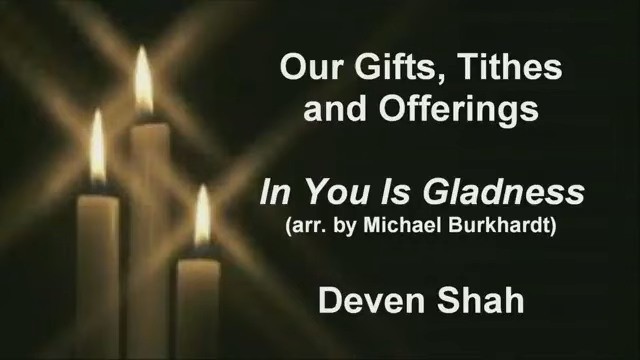 Our Gifts, Tithes
and Offerings
In You Is Gladness
(arr. by Michael Burkhardt)
Deven Shah